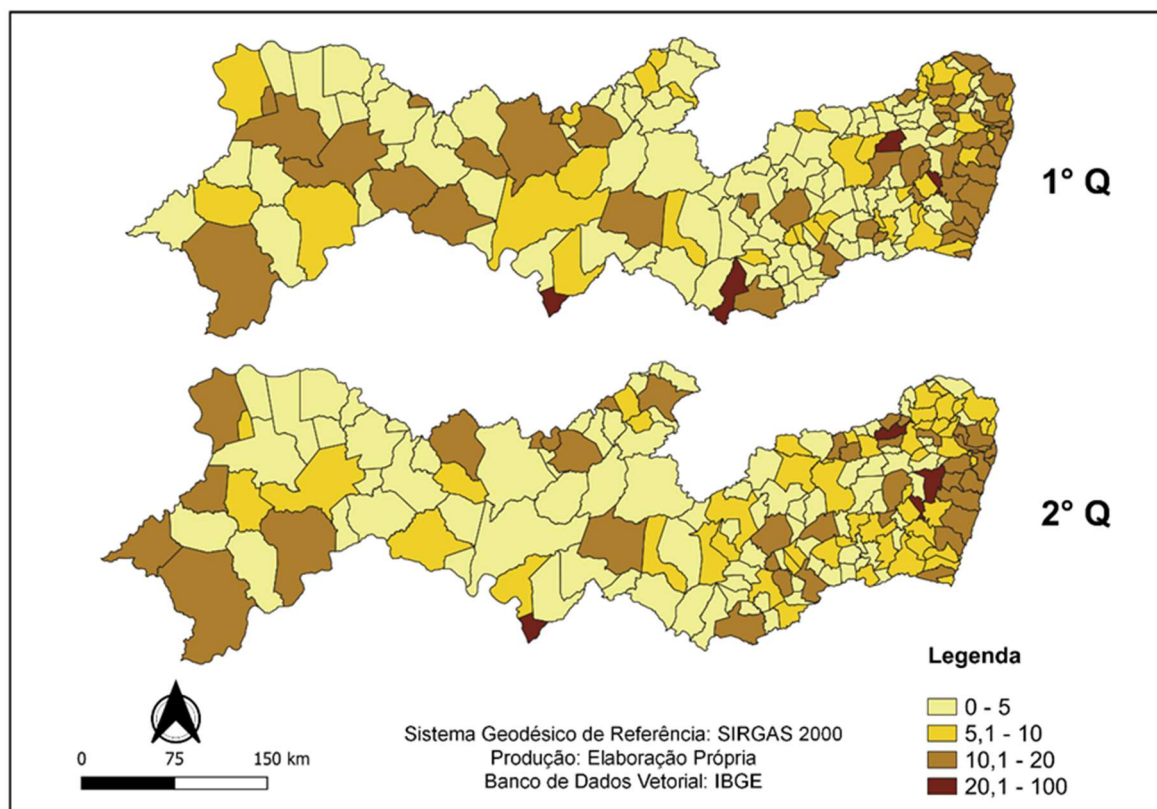 1° Q
2° Q
Legenda
0 - 5
5,1 - 10
10,1 - 20
20,1 - 100
0 75 150 km
Sistema Geodésico de Referência: SIRGAS 2000
Produção: Elaboração Própria
Banco de Dados Vetorial: IBGE